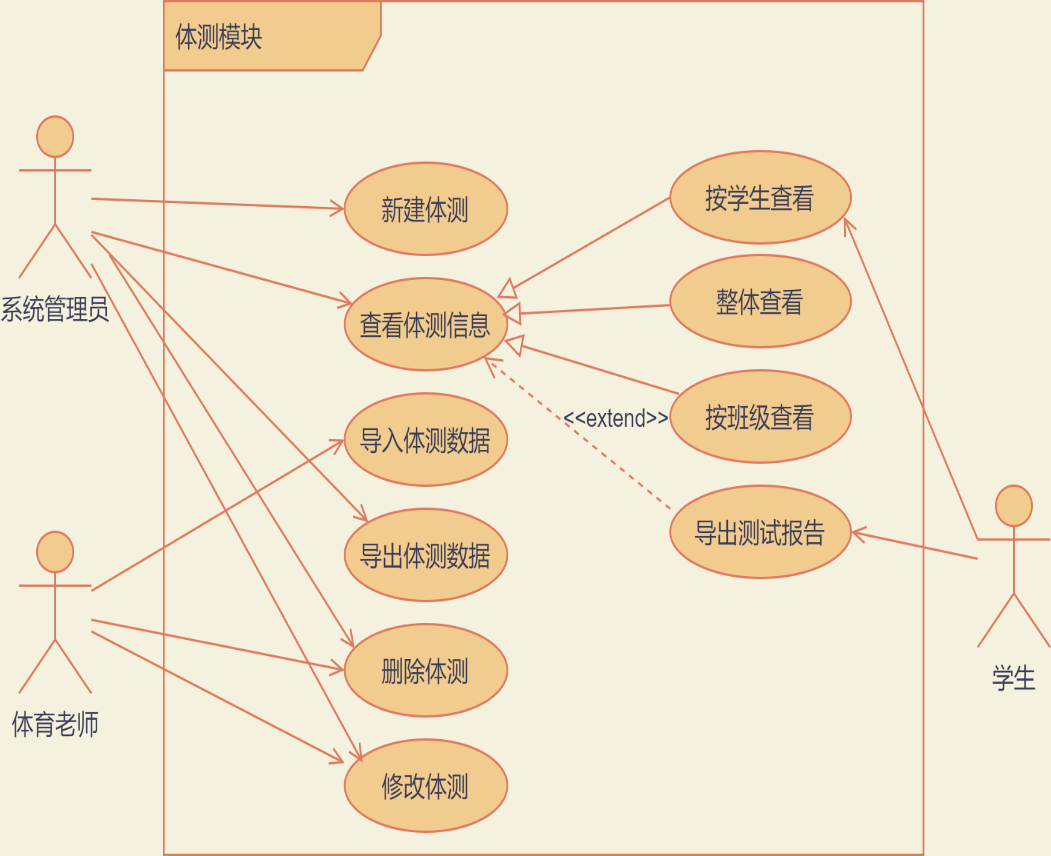 体测模块
新建体测
按学生查看
系统管理员
整体查看
查看体测信息
按班级查看
<<extend>>
导入体测数据
导出测试报告
导出体测数据
删除体测
学生
体育老师
修改体测